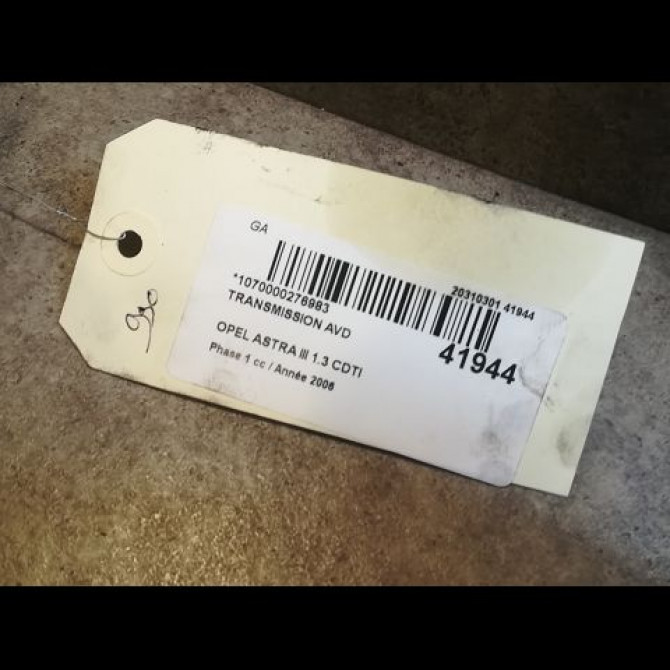 GA
*1070000276983 20310301 41944
TRANSMISSION AVD
41944
OPEL ASTRA III 1.3 CDTI
Phase 1 cc / Année 2006